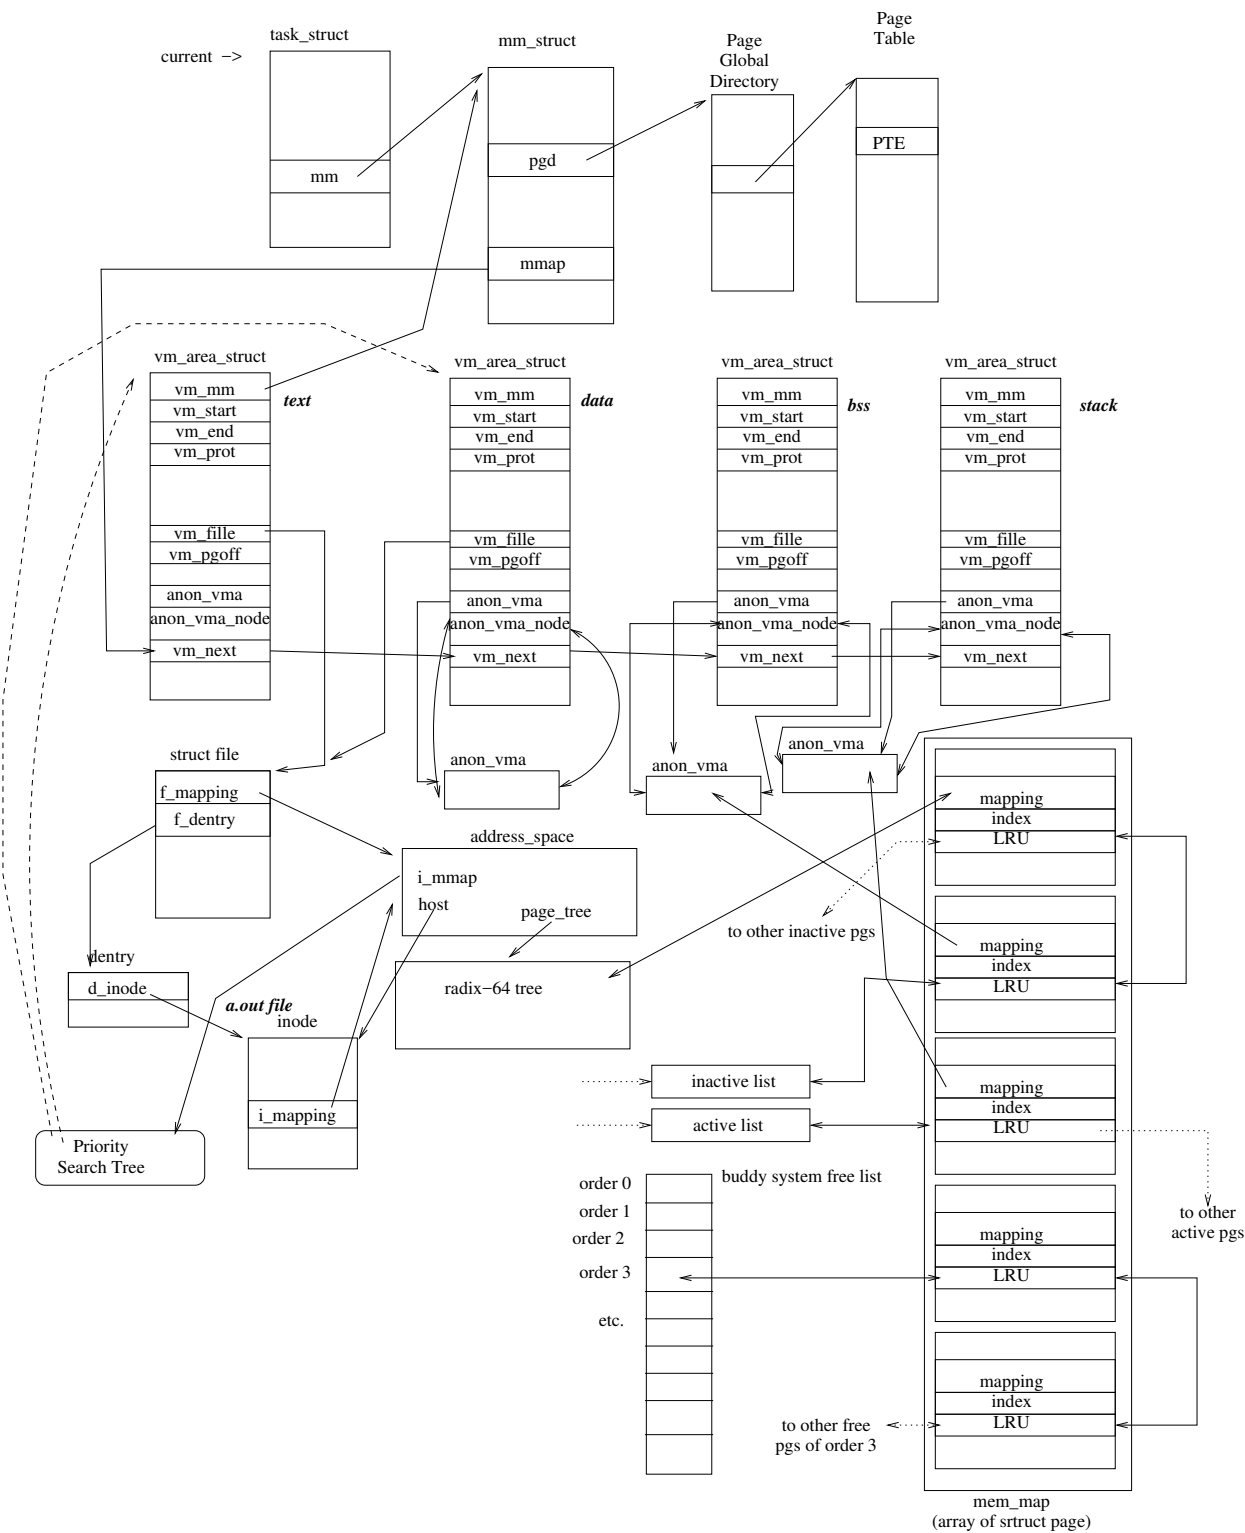 Page
Table
task_struct
mm_struct
Page
Global
Directory
current −>
PTE
mm
pgd
mmap
vm_area_struct
vm_mm
vm_start
vm_end
vm_prot
vm_fille
vm_pgoff
anon_vma
anon_vma_node
vm_next
text
vm_area_struct
vm_mm
vm_start
vm_end
vm_prot
vm_fille
vm_pgoff
anon_vma
anon_vma_node
vm_next
data
vm_area_struct
vm_mm
vm_start
vm_end
vm_prot
vm_fille
vm_pgoff
anon_vma
anon_vma_node
vm_next
bss
vm_area_struct
vm_mm
vm_start
vm_end
vm_prot
vm_fille
vm_pgoff
anon_vma
anon_vma_node
vm_next
stack
struct file
f_mapping
f_dentry
anon_vma
anon_vma
anon_vma
address_space
i_mmap
host
page_tree
radix−64 tree
dentry
d_inode
a.out file
inode
i_mapping
Priority
Search Tree
mapping
index
LRU
to other inactive pgs
mapping
index
LRU
inactive list
active list
mapping
index
LRU
to other
active pgs
buddy system free list
order 0
order 1
order 2
order 3
etc.
mapping
index
LRU
mapping
index
LRU
to other free
pgs of order 3
mem_map
(array of srtruct page)